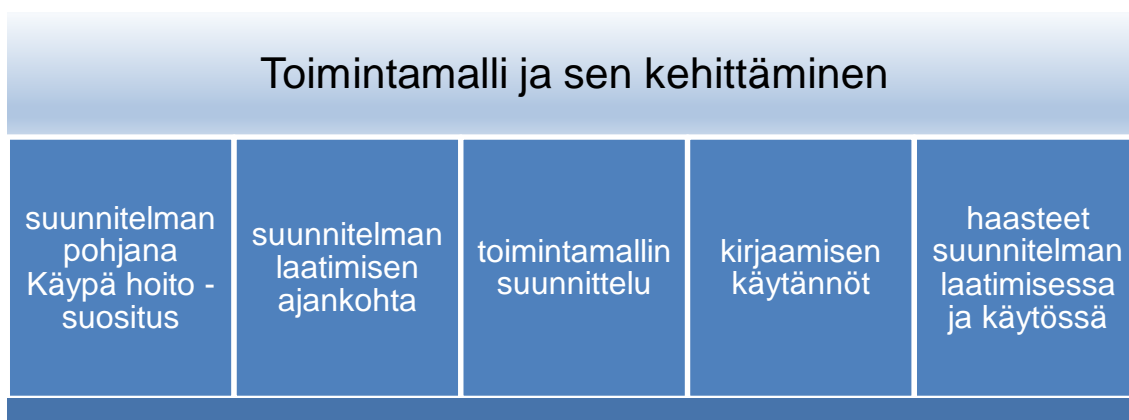 Toimintamalli ja sen kehittäminen
suunnitelman
pohjana
Käypä hoito -
suositus
suunnitelman
laatimisen
ajankohta
toimintamallin
suunnittelu
kirjaamisen
käytännöt
haasteet
suunnitelman
laatimisessa
ja käytössä